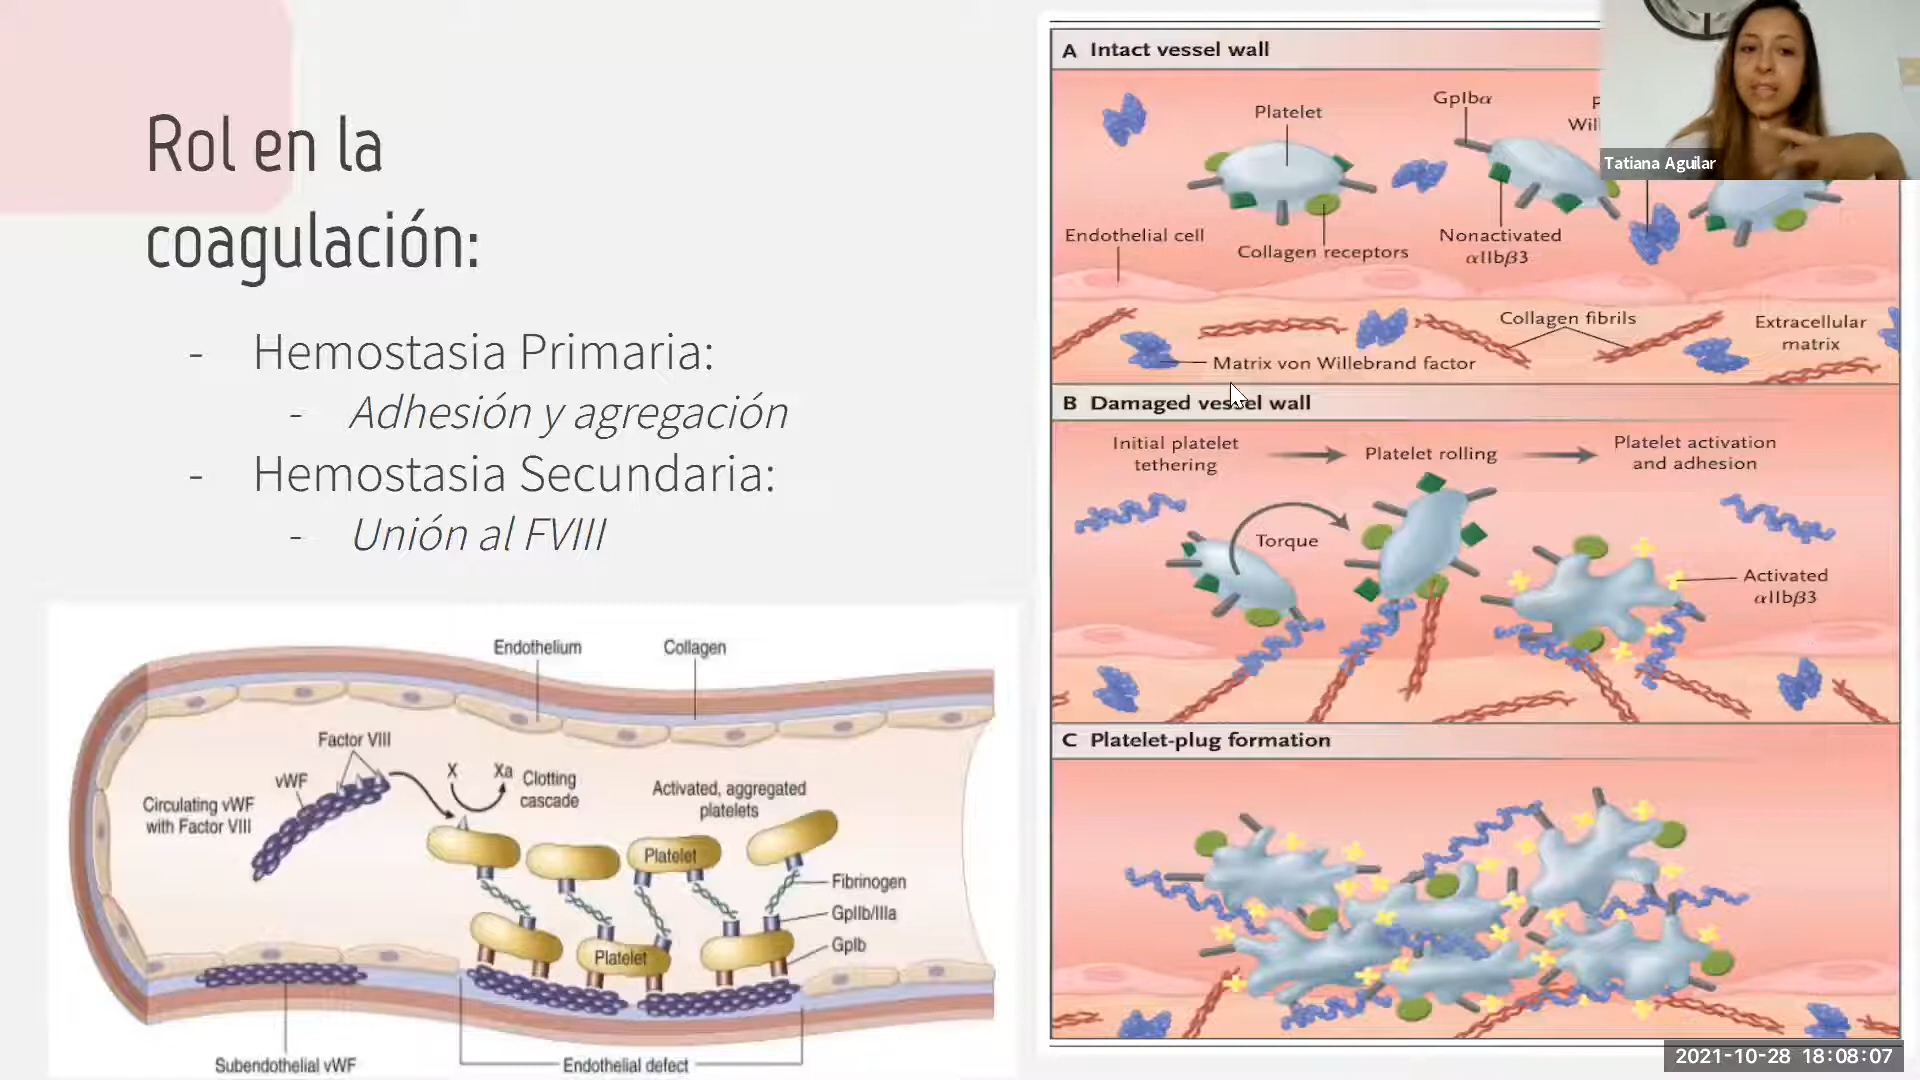 Rol en la
coagulación:
- Hemostasia Primaria:
- Adhesión y agregación
- Hemostasia Secundaria:
- Unión al FVIII
Endothelium
Collagen
Factor VIII
vWF
Circulating vWF
with Factor VIII
X
Xa
Clotting
cascade
Activated, aggregated
platelets
Platelet
Fibrinogen
GpIIb/IIIa
GpIb
Platelet
Subendothelial vWF
Endothelial defect
A Intact vessel wall
Platelet
GpIbα
Endothelial cell
Collagen receptors
Nonactivated
αIIbβ3
Collagen fibrils
Extracellular
matrix
Matrix von Willebrand factor
B Damaged vessel wall
Initial platelet
tethering
Platelet rolling
Platelet activation
and adhesion
Torque
Activated
αIIbβ3
C Platelet-plug formation
Tatiana Aguilar
2021-10-28 18:08:07